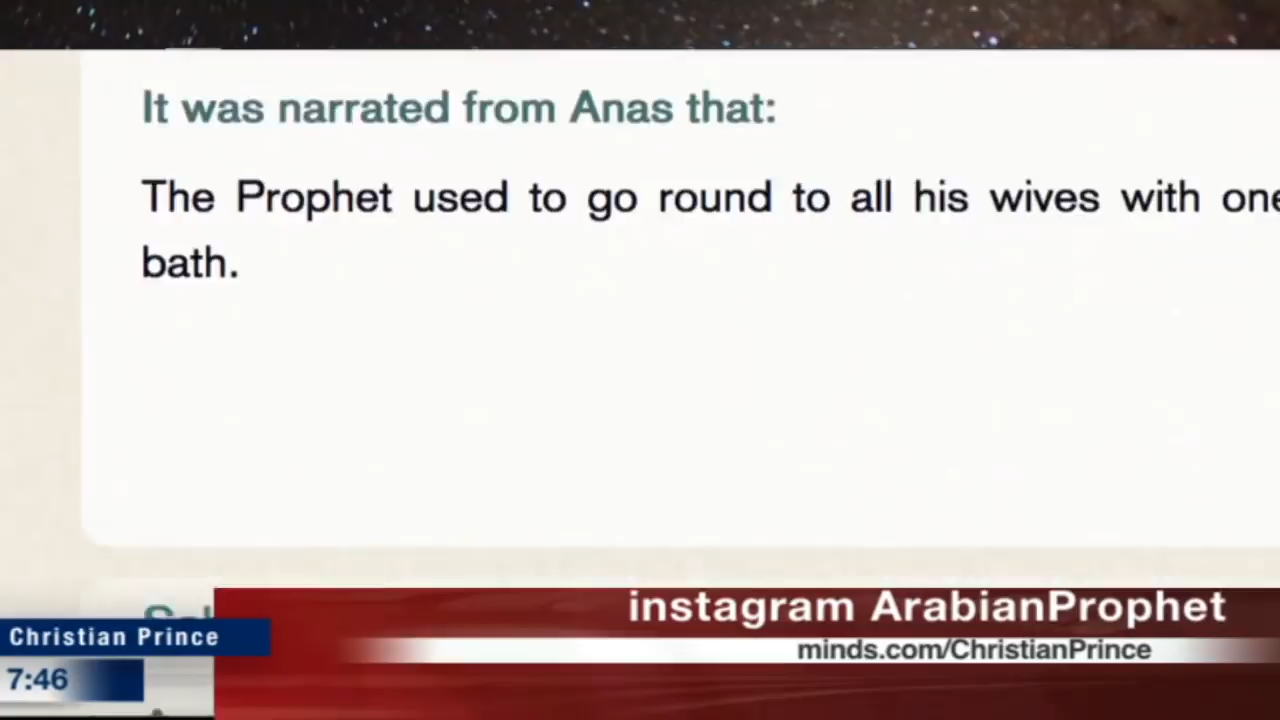 It was narrated from Anas that:
The Prophet used to go round to all his wives with one
bath.
instagram ArabianProphet
Christian Prince
minds.com/ChristianPrince
7:46